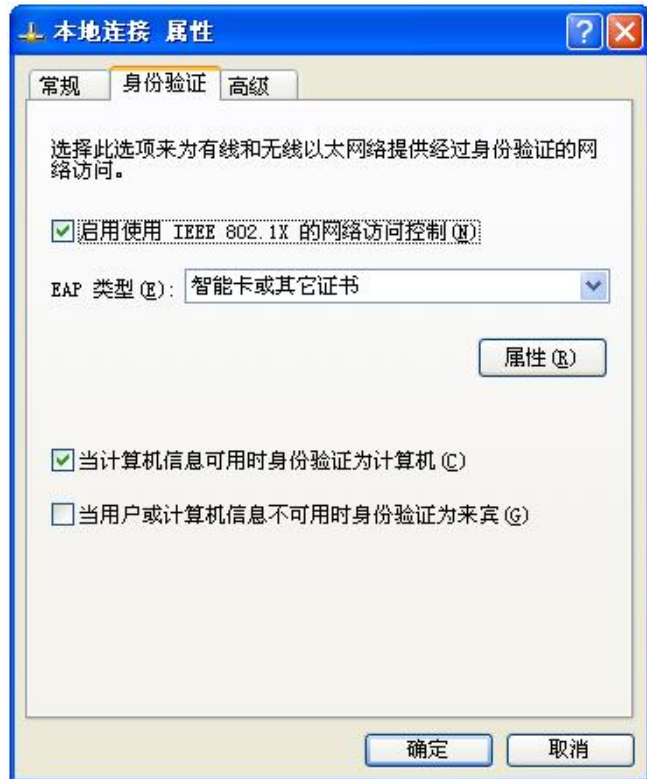 本地连接 属性
常规 身份验证 高级
选择此选项来为有线和无线以太网络提供经过身份验证的网
络访问。
启用使用 IEEE 802.1X 的网络访问控制(N)
EAP 类型(E): 智能卡或其它证书
属性(R)
当计算机信息可用时身份验证为计算机(C)
当用户或计算机信息不可用时身份验证为来宾(G)
确定 取消